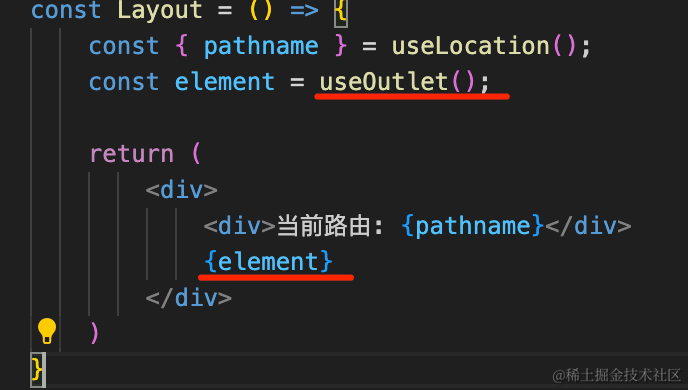 const Layout = () => {
const { pathname } = useLocation();
const element = useOutlet();
return (
<div>
<div>当前路由: {pathname}</div>
{element}
</div>
)
}
@稀土掘金技术社区